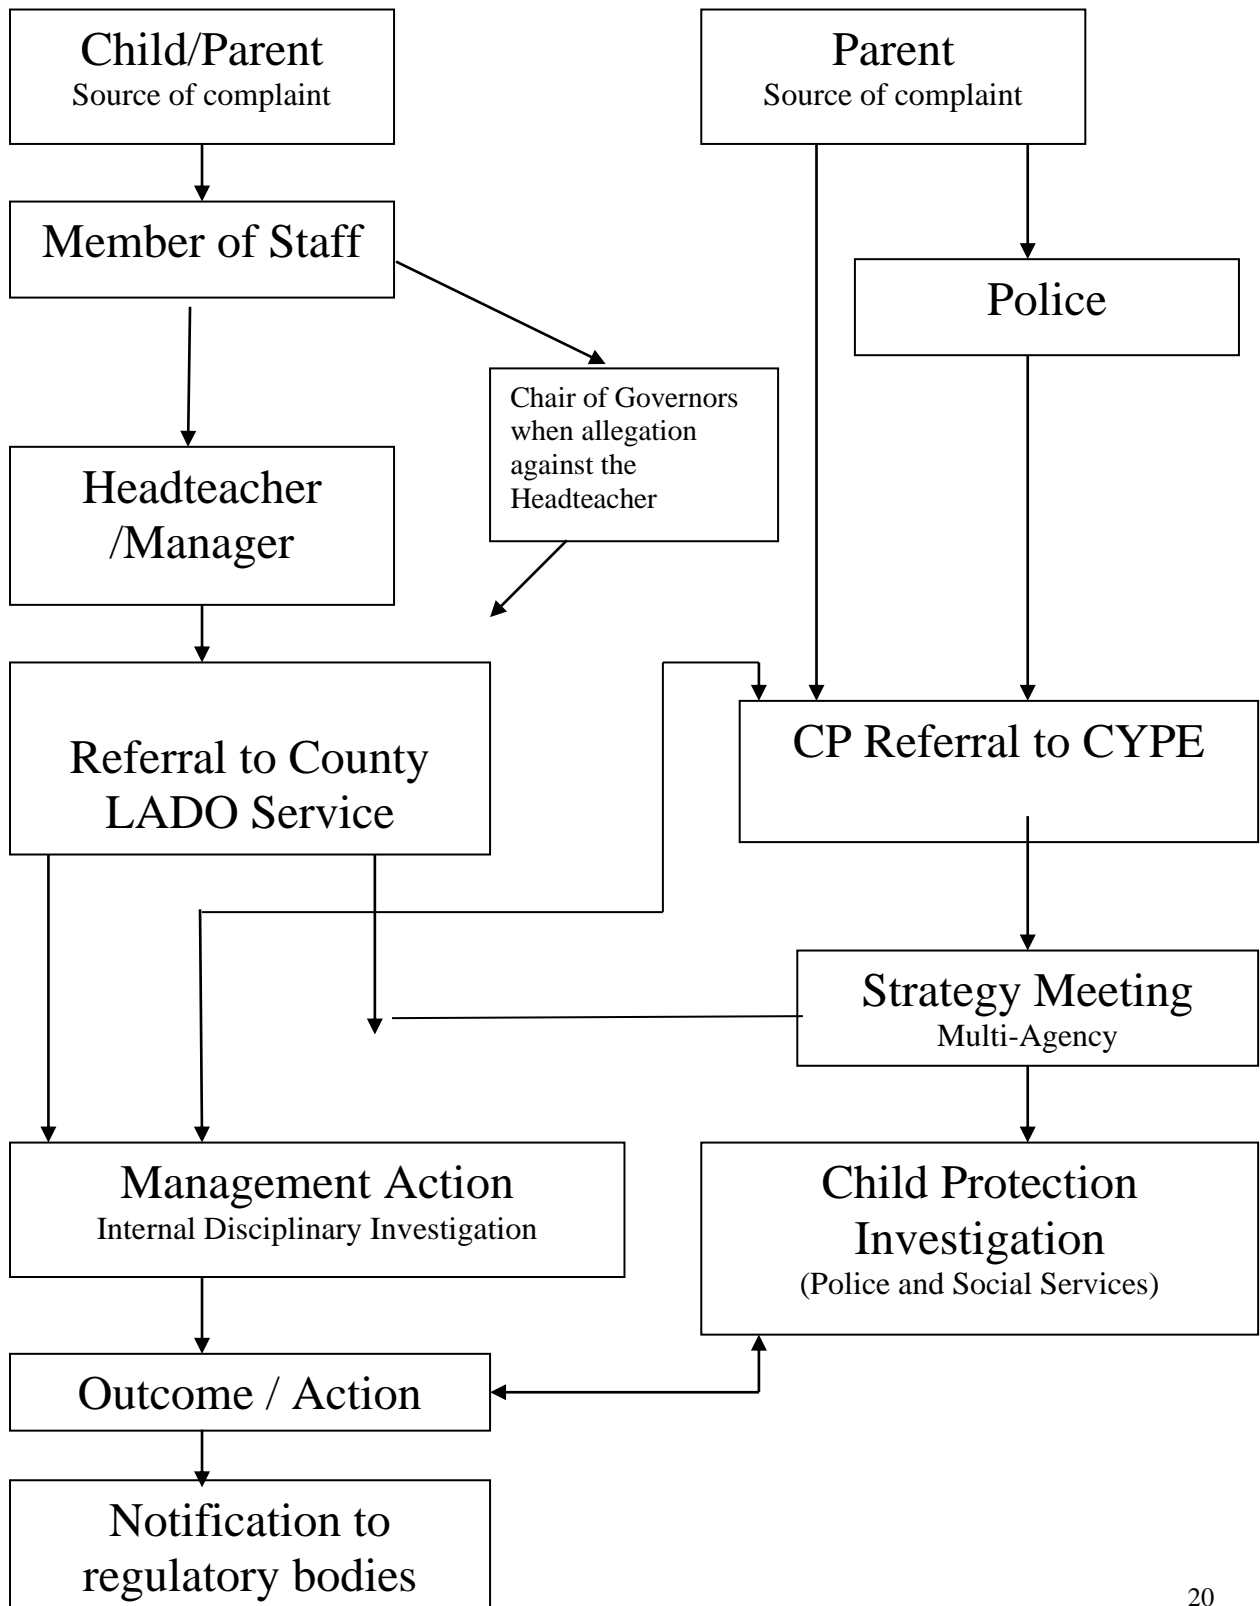 Child/Parent
Source of complaint
Parent
Source of complaint
Member of Staff
Police
Chair of Governors
when allegation
against the
Headteacher
Headteacher
/Manager
Referral to County
LADO Service
CP Referral to CYPE
Strategy Meeting
Multi-Agency
Management Action
Internal Disciplinary Investigation
Child Protection
Investigation
(Police and Social Services)
Outcome / Action
Notification to
regulatory bodies
20